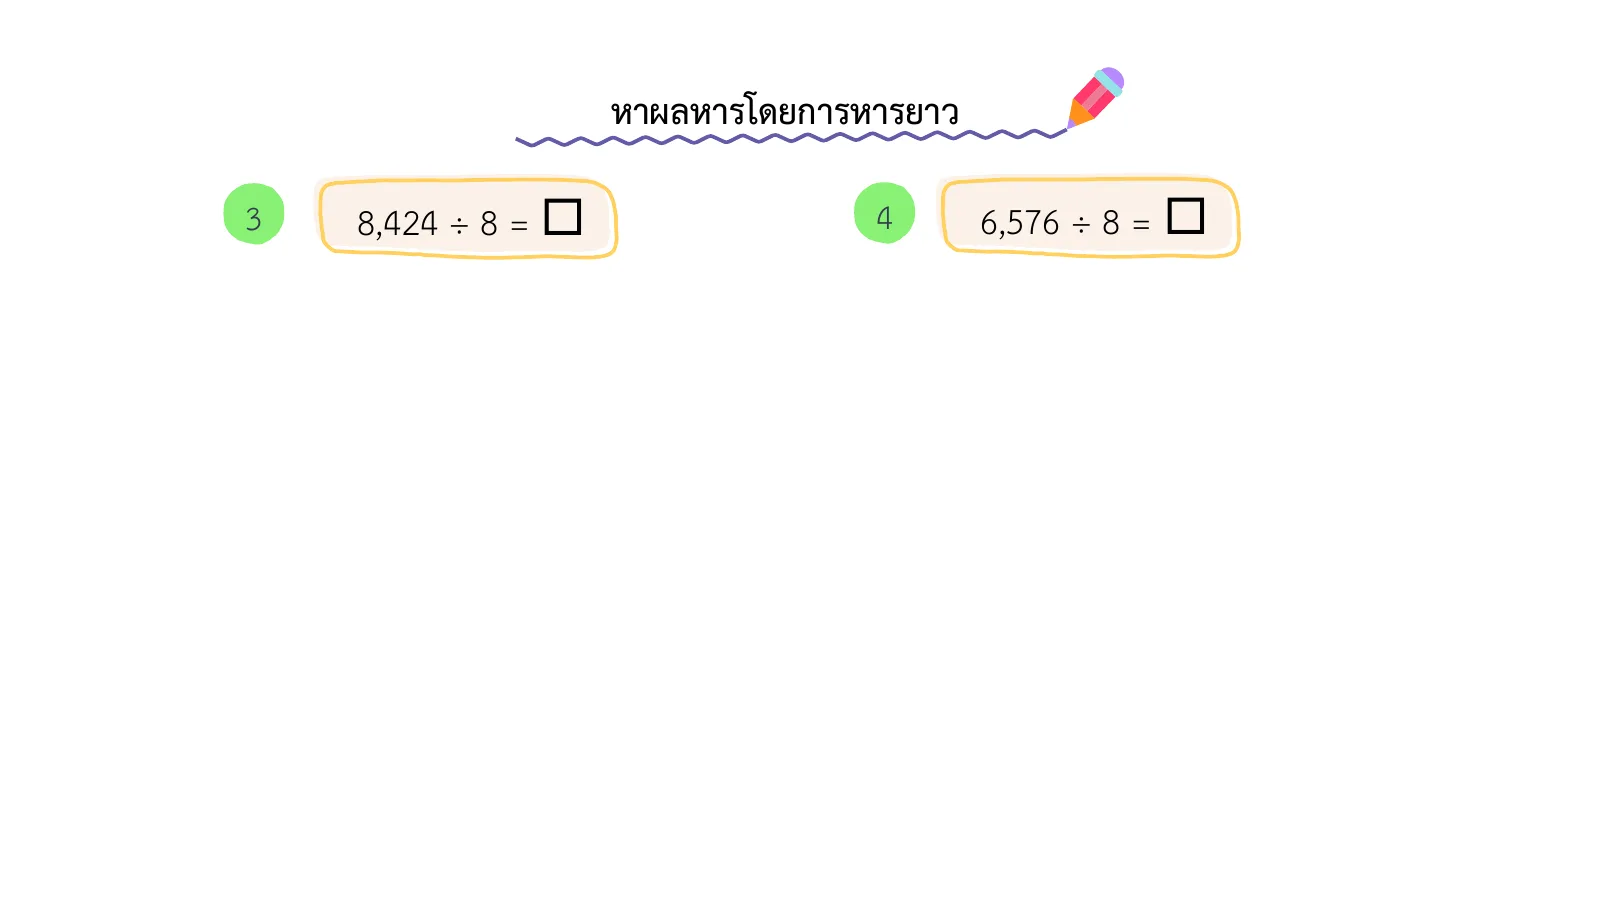 หาผลหารโดยการหารยาว
3 8,424 ÷ 8 = □
4 6,576 ÷ 8 = □